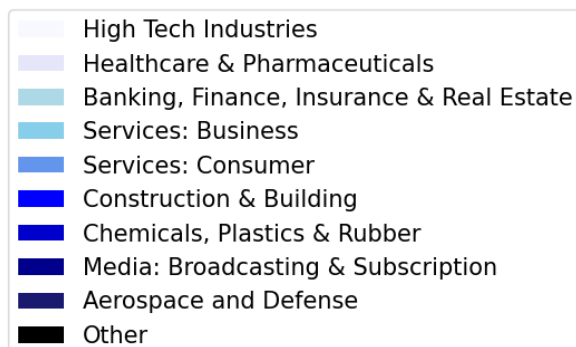 High Tech Industries
Healthcare & Pharmaceuticals
Banking, Finance, Insurance & Real Estate
Services: Business
Services: Consumer
Construction & Building
Chemicals, Plastics & Rubber
Media: Broadcasting & Subscription
Aerospace and Defense
Other